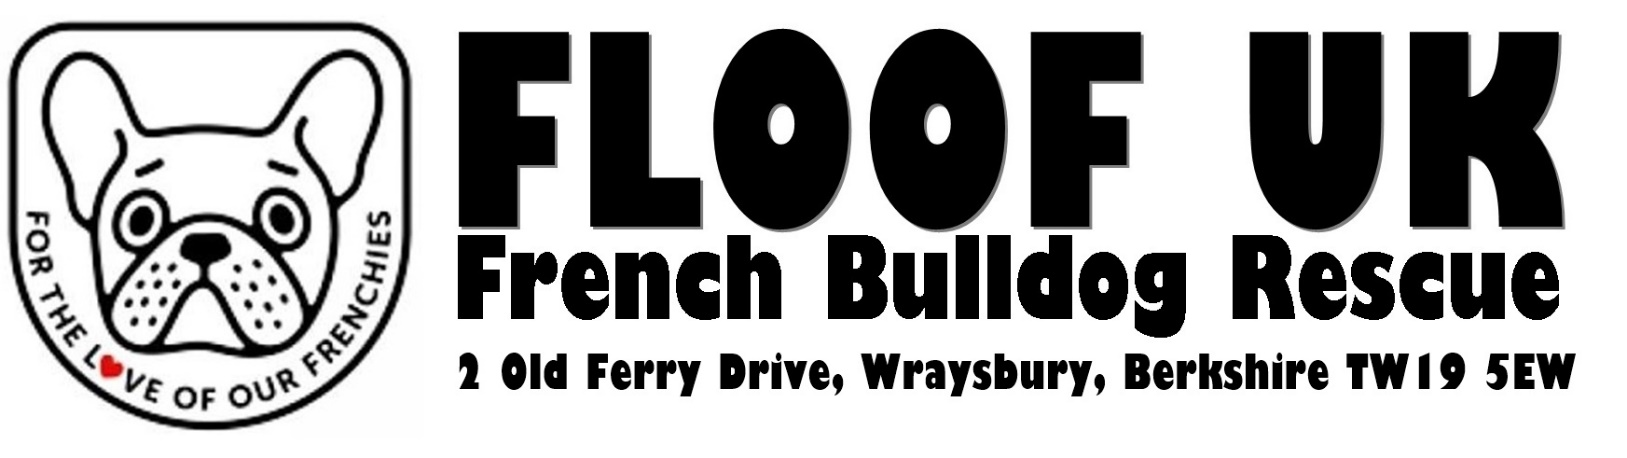 FOR THE LOVE OF OUR FRENCHIES
FLOOF UK
French Bulldog Rescue
2 Old Ferry Drive, Wraysbury, Berkshire TW19 5EW